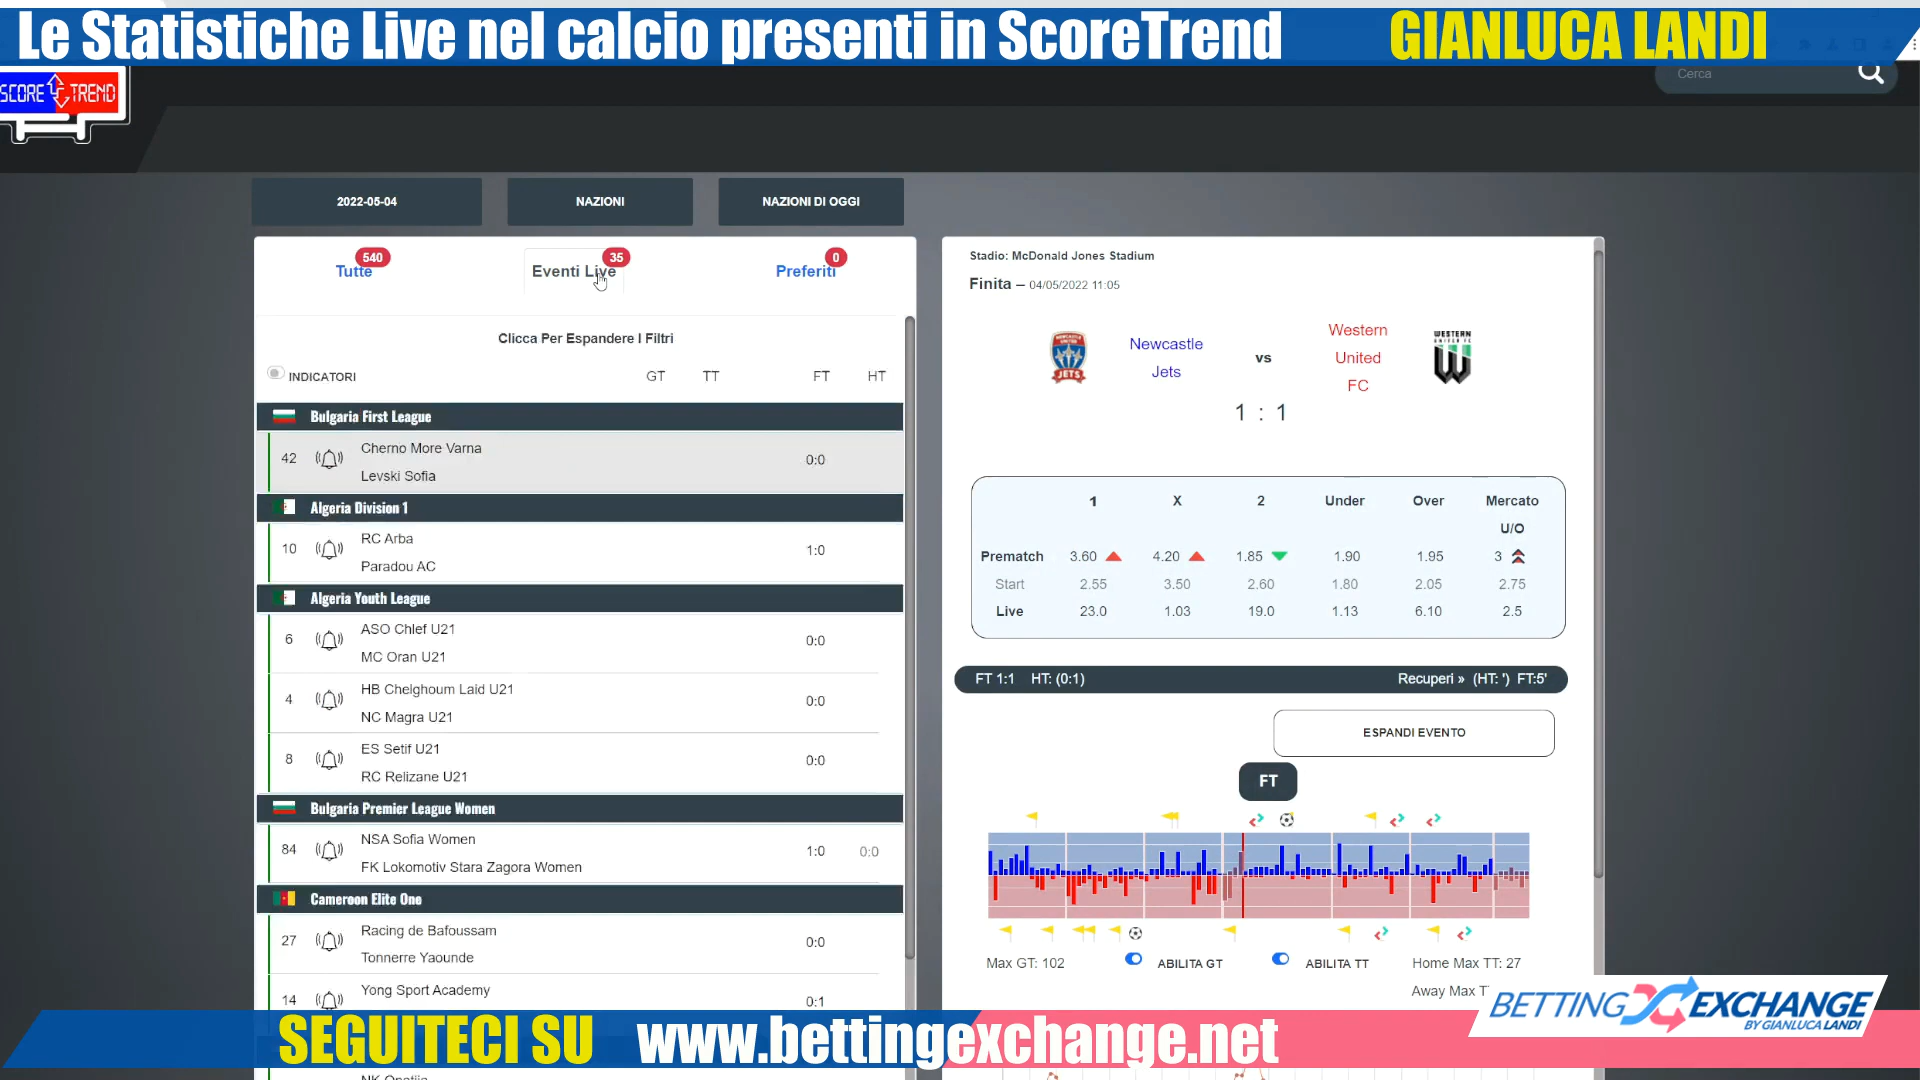 Le Statistiche Live nel calcio presenti in ScoreTrend GIANLUCA LANDI
SCORE TREND
Cerca
2022-05-04 NAZIONI NAZIONI DI OGGI
Tutte 540 Eventi Live 35 Preferiti 0
Clicca Per Espandere I Filtri
INDICATORI GT TT FT HT
Bulgaria First League
42 Cherno More Varna 0:0
Levski Sofia
Algeria Division 1
10 RC Arba 1:0
Paradou AC
Algeria Youth League
6 ASO Chlef U21 0:0
MC Oran U21
4 HB Chelghoum Laid U21 0:0
NC Magra U21
8 ES Setif U21 0:0
RC Relizane U21
Bulgaria Premier League Women
84 NSA Sofia Women 1:0 0:0
FK Lokomotiv Stara Zagora Women
Cameroon Elite One
27 Racing de Bafoussam 0:0
Tonnerre Yaounde
14 Yong Sport Academy 0:1
Stadio: McDonald Jones Stadium
Finita – 04/05/2022 11:05
NEWCASTLE UNITED JETS
Newcastle Jets
vs
Western United FC
WESTERN UNITED FC
1 : 1
1 X 2 Under Over Mercato U/O
Prematch 3.60 4.20 1.85 1.90 1.95 3
Start 2.55 3.50 2.60 1.80 2.05 2.75
Live 23.0 1.03 19.0 1.13 6.10 2.5
FT 1:1 HT: (0:1) Recuperi » (HT: ') FT:5'
ESPANDI EVENTO
FT
Max GT: 102 ABILITA GT ABILITA TT Home Max TT: 27
Away Max T
BETTING EXCHANGE
BY GIANLUCA LANDI
SEGUITECI SU www.bettingexchange.net